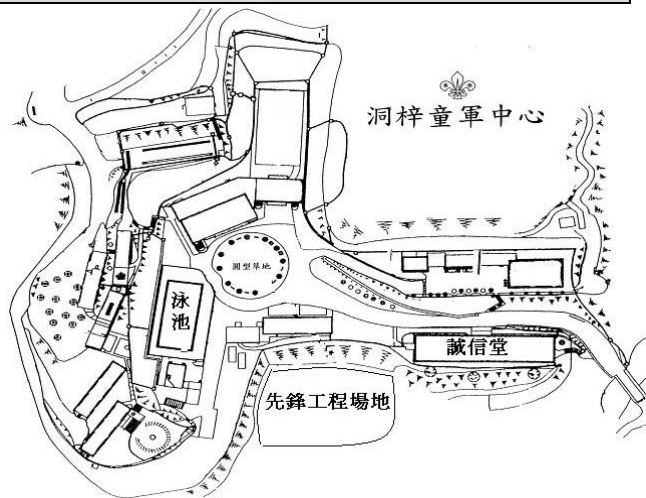 洞梓童軍中心
圓型草地
泳池
誠信堂
先鋒工程場地